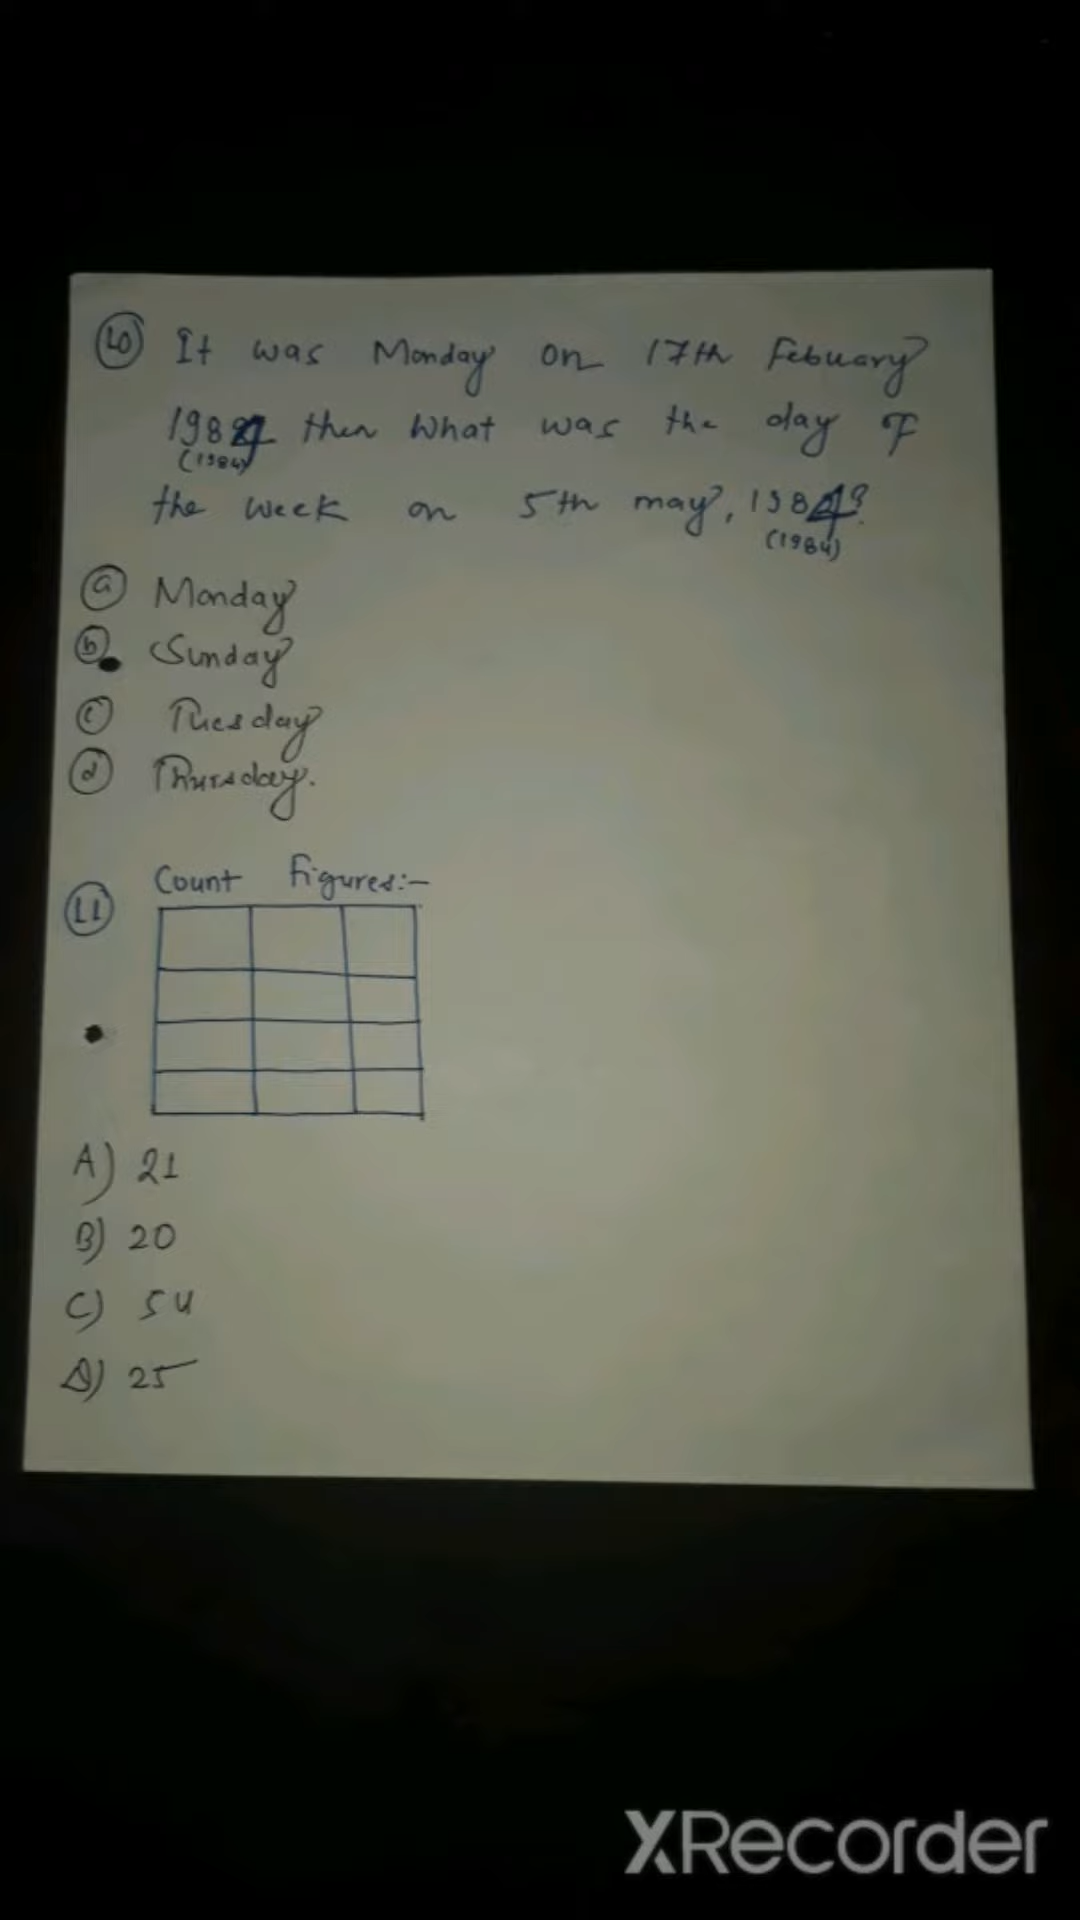 10 It was Monday on 17th Febuary
1984 then What was the day of
(1984)
the week on 5th may, 1984?
(1984)
a Monday
b Sunday
c Tuesday
d Thursday.
Count figures:-
11
A) 21
B) 20
C) 54
D) 25
XRecorder